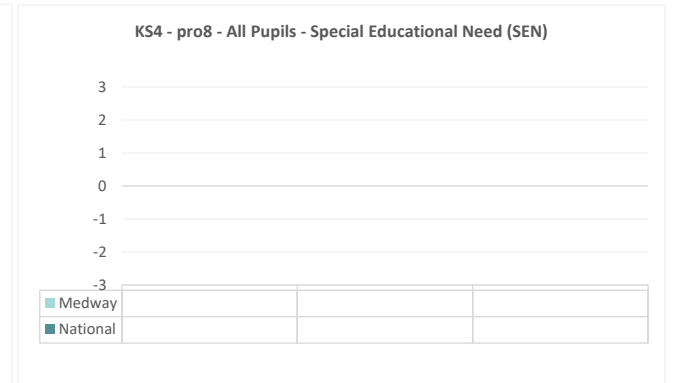 KS4 - pro8 - All Pupils - Special Educational Need (SEN)
3
2
1
0
-1
-2
-3
Medway
National